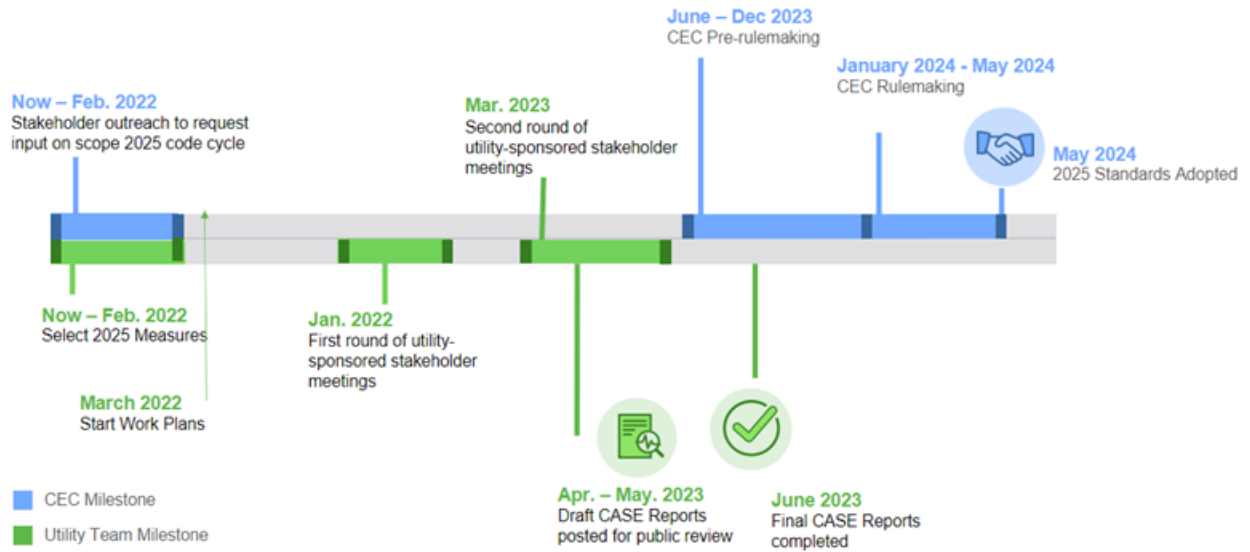 June – Dec 2023
CEC Pre-rulemaking
January 2024 - May 2024
CEC Rulemaking
Now – Feb. 2022
Stakeholder outreach to request
input on scope 2025 code cycle
Mar. 2023
Second round of
utility-sponsored stakeholder
meetings
May 2024
2025 Standards Adopted
Now – Feb. 2022
Select 2025 Measures
Jan. 2022
First round of utility-
sponsored stakeholder
meetings
March 2022
Start Work Plans
Apr. – May. 2023
Draft CASE Reports
posted for public review
June 2023
Final CASE Reports
completed
CEC Milestone
Utility Team Milestone